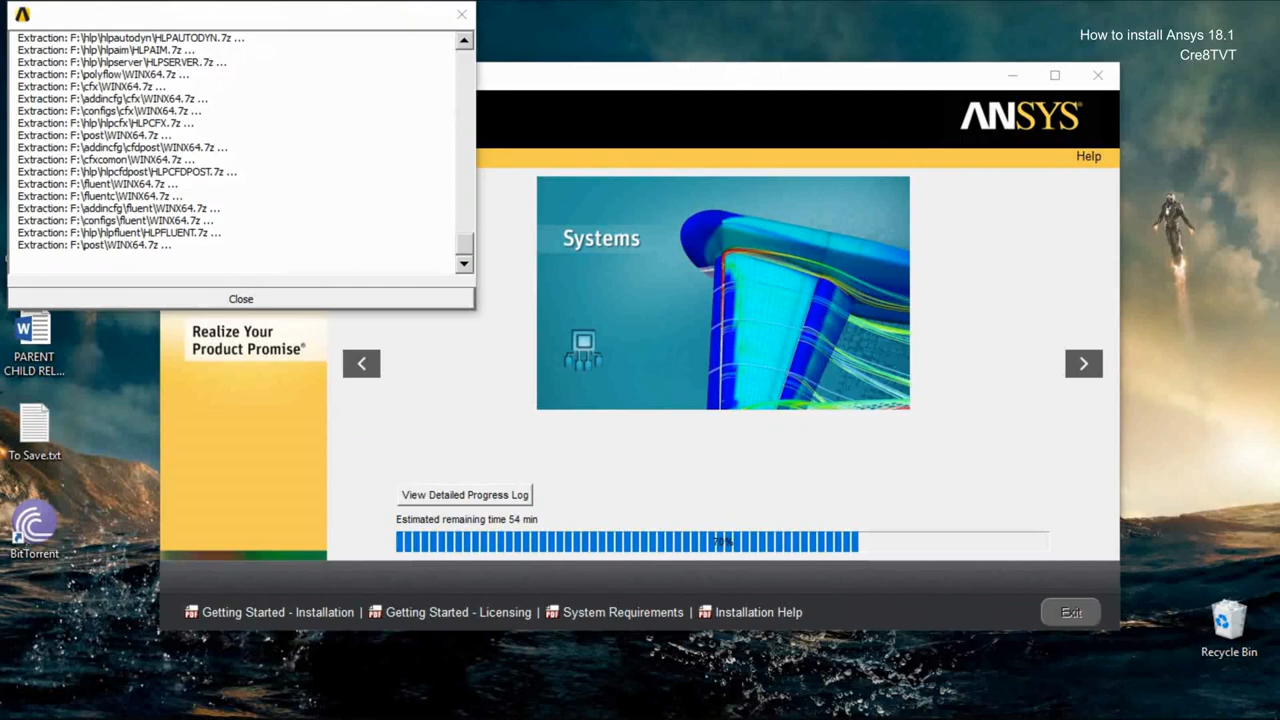 Extraction: F:\hlp\hlpautodyn\HLPAUTODYN.7z ...
Extraction: F:\hlp\hlpaim\HLPAIM.7z ...
Extraction: F:\hlp\hlpserver\HLPSERVER.7z ...
Extraction: F:\polyflow\WINX64.7z ...
Extraction: F:\cfx\WINX64.7z ...
Extraction: F:\addincfg\cfx\WINX64.7z ...
Extraction: F:\configs\cfx\WINX64.7z ...
Extraction: F:\hlp\hlpcfx\HLPCFX.7z ...
Extraction: F:\post\WINX64.7z ...
Extraction: F:\addincfg\cfdpost\WINX64.7z ...
Extraction: F:\cfxcomon\WINX64.7z ...
Extraction: F:\hlp\hlpcfdpost\HLPCFDPOST.7z ...
Extraction: F:\fluent\WINX64.7z ...
Extraction: F:\fluentc\WINX64.7z ...
Extraction: F:\addincfg\fluent\WINX64.7z ...
Extraction: F:\configs\fluent\WINX64.7z ...
Extraction: F:\hlp\hlpfluent\HLPFLUENT.7z ...
Extraction: F:\post\WINX64.7z ...
Close
How to install Ansys 18.1
Cre8TVT
ANSYS®
Help
Systems
Realize Your
Product Promise®
PARENT
CHILD REL...
To Save.txt
BitTorrent
View Detailed Progress Log
Estimated remaining time 54 min
70%
Getting Started - Installation | Getting Started - Licensing | System Requirements | Installation Help
Exit
Recycle Bin